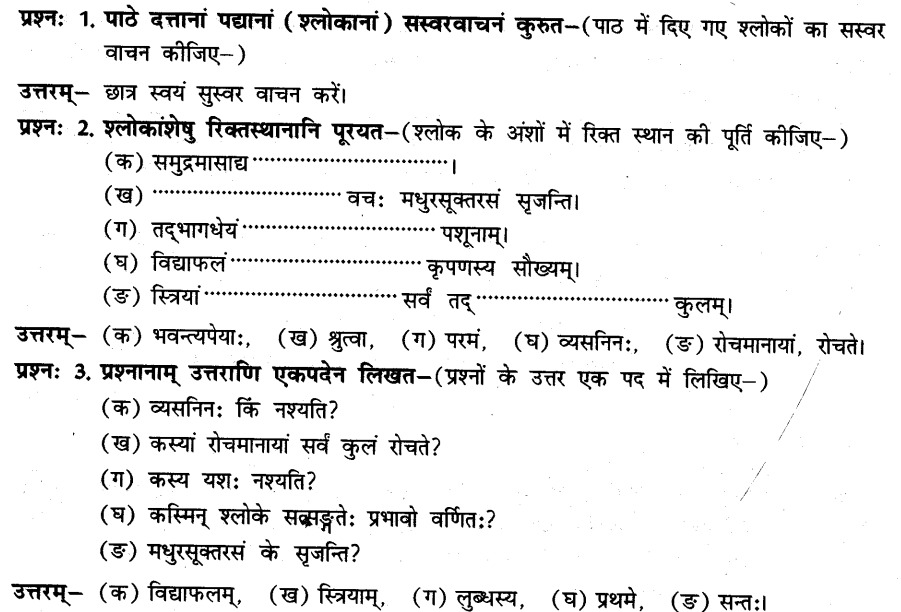 प्रश्नः 1. पाठे दत्तानां पद्यानां (श्लोकानां) सस्वरवाचनं कुरुत–(पाठ में दिए गए श्लोकों का सस्वर
वाचन कीजिए–)
उत्तरम्– छात्र स्वयं सुस्वर वाचन करें।
प्रश्नः 2. श्लोकांशेषु रिक्तस्थानानि पूरयत–(श्लोक के अंशों में रिक्त स्थान की पूर्ति कीजिए–)
(क) समुद्रमासाद्य ................................।
(ख) ................................ वचः मधुरसूक्तरसं सृजन्ति।
(ग) तद्भागधेयं ................................ पशूनाम्।
(घ) विद्याफलं ................................ कृपणस्य सौख्यम्।
(ङ) स्त्रियां ................................ सर्वं तद् ................................ कुलम्।
उत्तरम्– (क) भवन्त्यपेयाः, (ख) श्रुत्वा, (ग) परमं, (घ) व्यसनिनः, (ङ) रोचमानायां, रोचते।
प्रश्नः 3. प्रश्नानाम् उत्तराणि एकपदेन लिखत–(प्रश्नों के उत्तर एक पद में लिखिए–)
(क) व्यसनिनः किं नश्यति?
(ख) कस्यां रोचमानायां सर्वं कुलं रोचते?
(ग) कस्य यशः नश्यति?
(घ) कस्मिन् श्लोके सत्सङ्गतेः प्रभावो वर्णितः?
(ङ) मधुरसूक्तरसं के सृजन्ति?
उत्तरम्– (क) विद्याफलम्, (ख) स्त्रियाम्, (ग) लुब्धस्य, (घ) प्रथमे, (ङ) सन्तः।